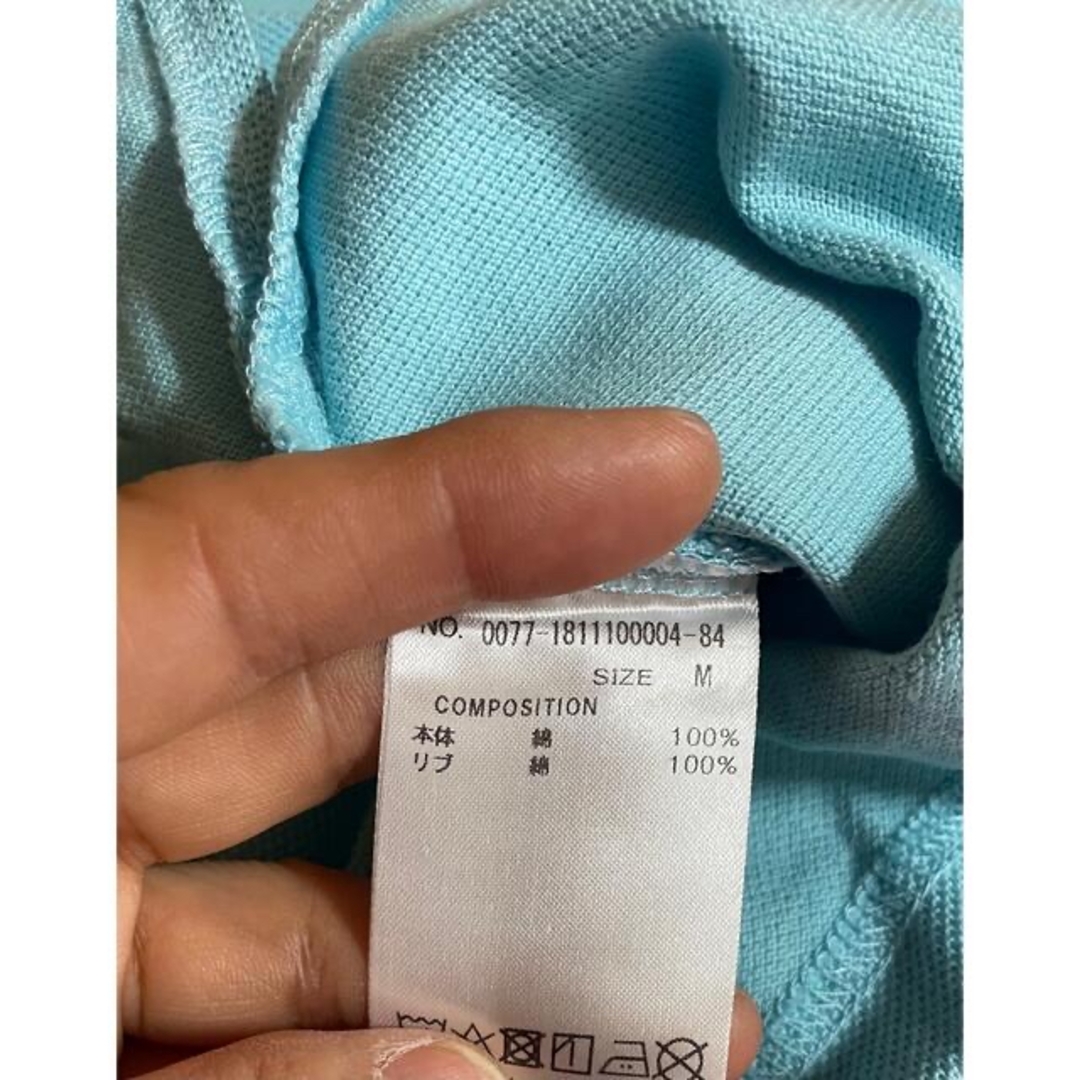 NO. 0077-1811100004-84
SIZE M
COMPOSITION
本体 綿 100%
リブ 綿 100%